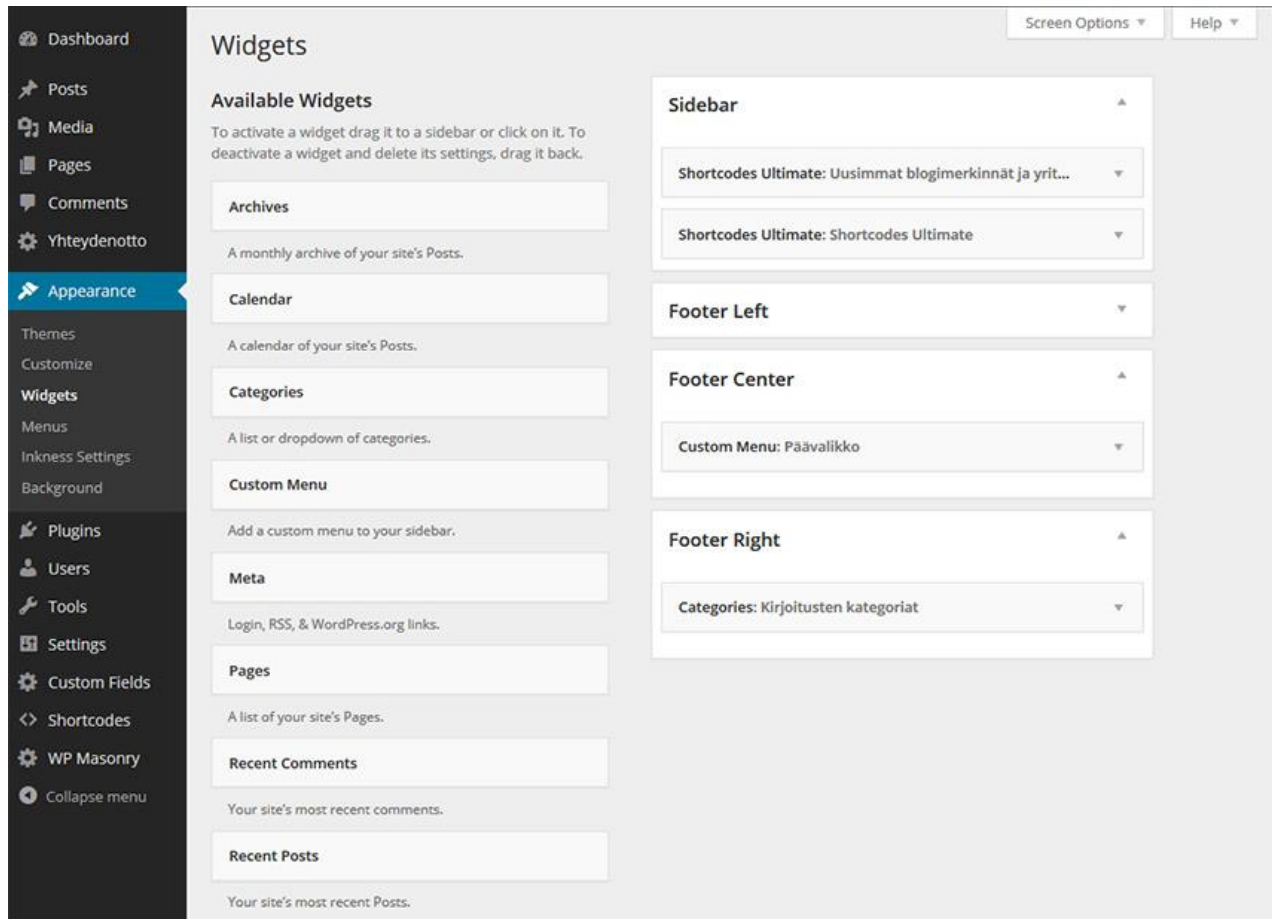 Dashboard
Posts
Media
Pages
Comments
Yhteydenotto
Appearance
Themes
Customize
Widgets
Menus
Inkness Settings
Background
Plugins
Users
Tools
Settings
Custom Fields
Shortcodes
WP Masonry
Collapse menu
Screen Options
Help
Widgets
Available Widgets
To activate a widget drag it to a sidebar or click on it. To
deactivate a widget and delete its settings, drag it back.
Archives
A monthly archive of your site's Posts.
Calendar
A calendar of your site's Posts.
Categories
A list or dropdown of categories.
Custom Menu
Add a custom menu to your sidebar.
Meta
Login, RSS, & WordPress.org links.
Pages
A list of your site's Pages.
Recent Comments
Your site's most recent comments.
Recent Posts
Your site's most recent Posts.
Sidebar
Shortcodes Ultimate: Uusimmat blogimerkinnät ja yrit...
Shortcodes Ultimate: Shortcodes Ultimate
Footer Left
Footer Center
Custom Menu: Päävalikko
Footer Right
Categories: Kirjoitusten kategoriat